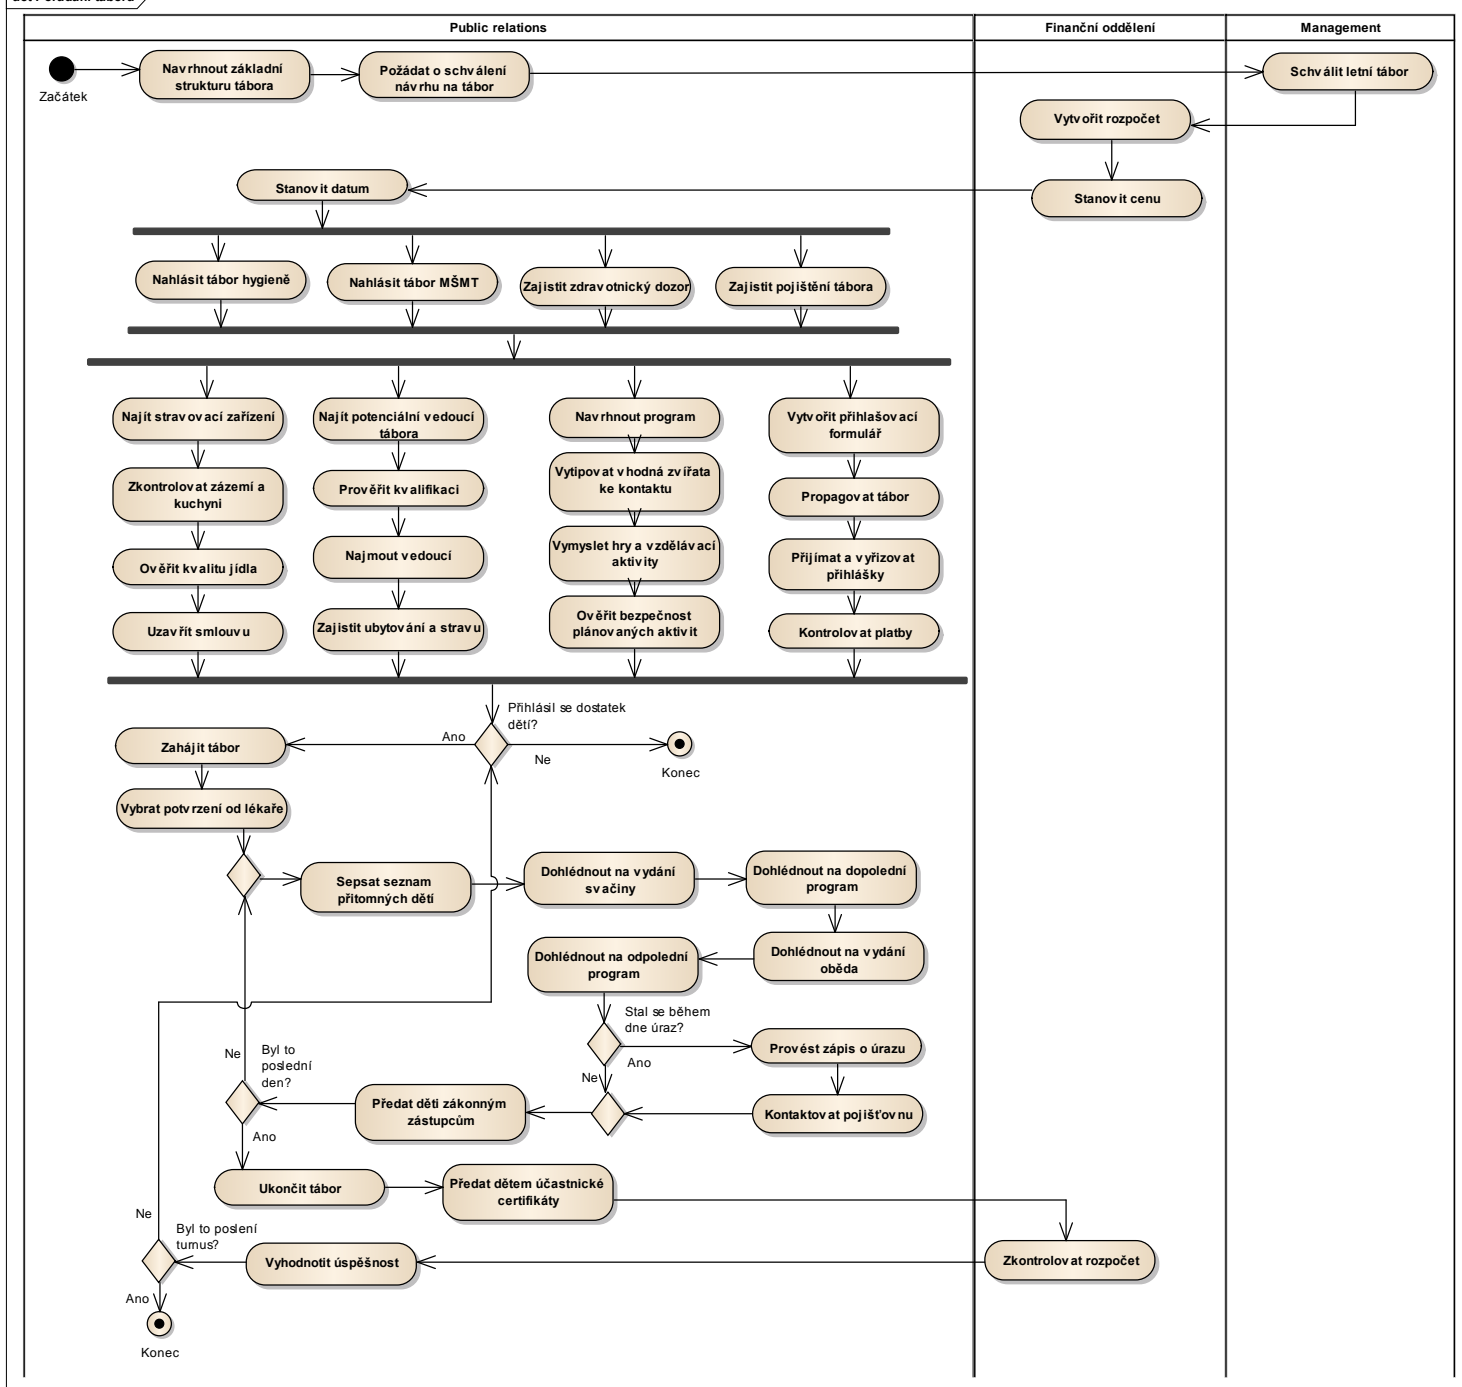 Public relations
Finanční oddělení
Management
Začátek
Navrhnout základní
strukturu tábora
Požádat o schválení
návrhu na tábor
Schválit letní tábor
Vytvořit rozpočet
Stanovit datum
Stanovit cenu
Nahlásit tábor hygieně
Nahlásit tábor MŠMT
Zajistit zdravotnický dozor
Zajistit pojištění tábora
Najít stravovací zařízení
Najít potenciální vedoucí
tábora
Navrhnout program
Vytvořit přihlašovací
formulář
Zkontrolovat zázemí a
kuchyni
Prověřit kvalifikaci
Vytipovat vhodná zvířata
ke kontaktu
Propagovat tábor
Ověřit kvalitu jídla
Najmout vedoucí
Vymyslet hry a vzdělávací
aktivity
Přijímat a vyřizovat
přihlášky
Uzavřít smlouvu
Zajistit ubytování a stravu
Ověřit bezpečnost
plánovaných aktivit
Kontrolovat platby
Přihlásil se dostatek
dětí?
Ano
Ne
Konec
Zahájit tábor
Vybrat potvrzení od lékaře
Sepsat seznam
přitomných dětí
Dohlédnout na vydání
svačiny
Dohlédnout na dopolední
program
Dohlédnout na odpolední
program
Dohlédnout na vydání
oběda
Stal se během
dne úraz?
Ano
Ne
Provést zápis o úrazu
Kontaktovat pojišťovnu
Předat děti zákonným
zástupcům
Byl to
poslední
den?
Ne
Ano
Ukončit tábor
Předat dětem účastnické
certifikáty
Zkontrolovat rozpočet
Vyhodnotit úspěšnost
Byl to poslení
turnus?
Ne
Ano
Konec